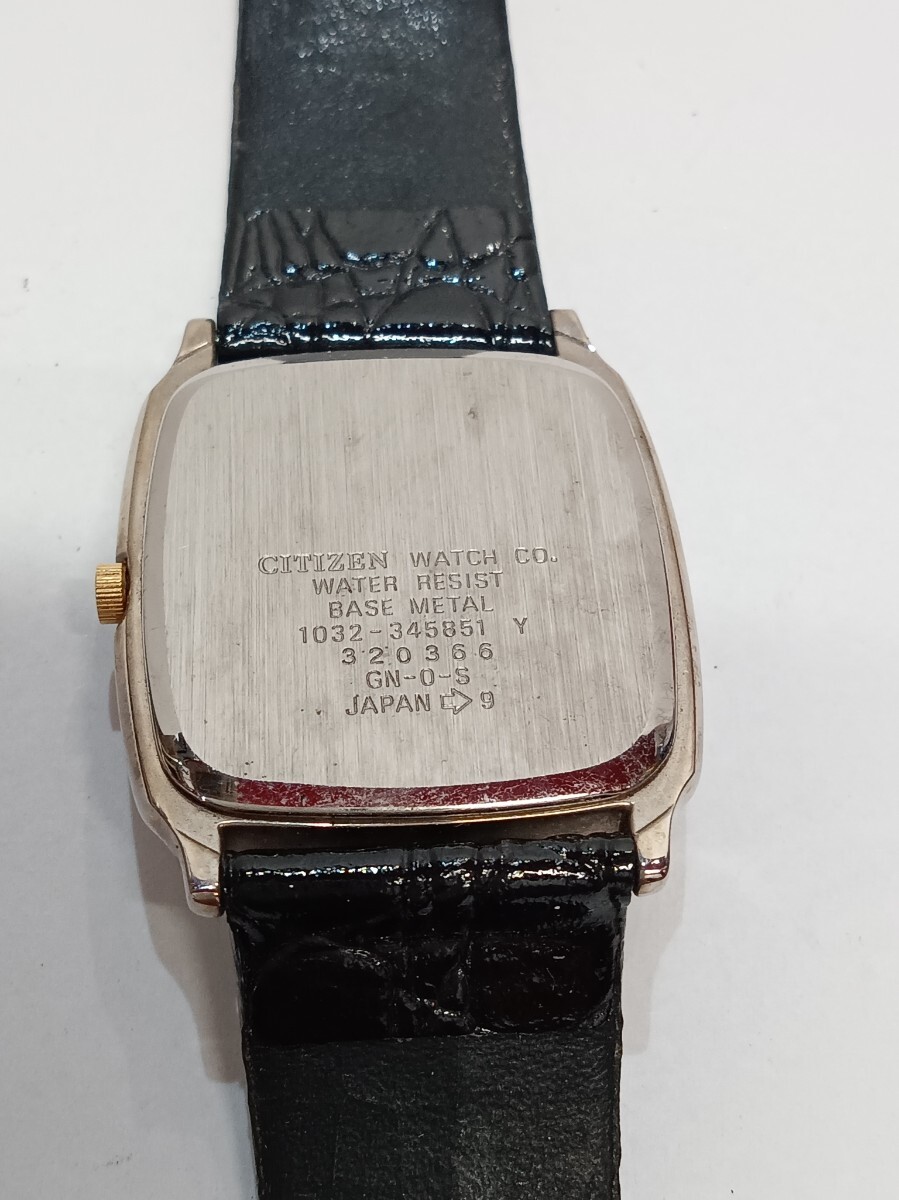 CITIZEN WATCH CO.
WATER RESIST
BASE METAL
1032-345851 Y
320366
GN-0-S
JAPAN ⇨ 9